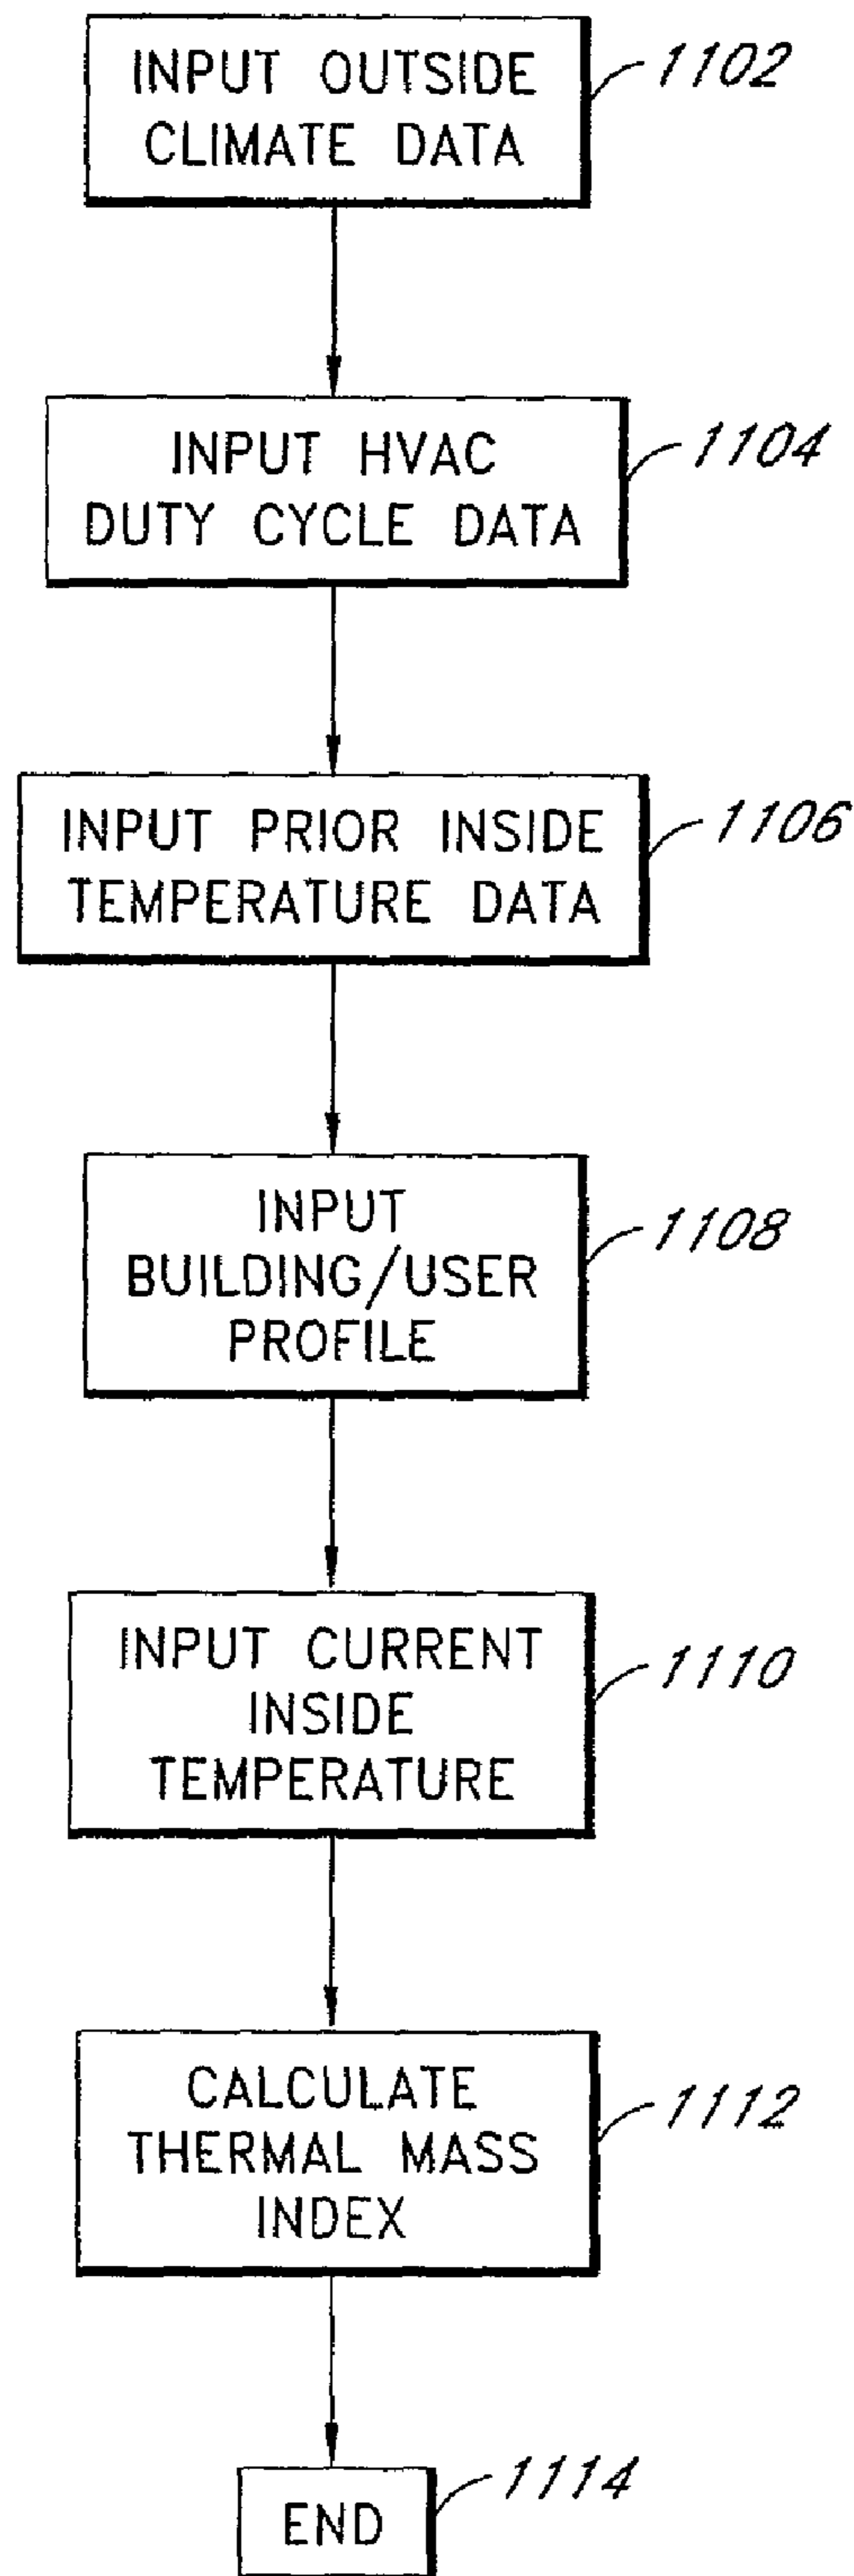 INPUT OUTSIDE
CLIMATE DATA
1102
INPUT HVAC
DUTY CYCLE DATA
1104
INPUT PRIOR INSIDE
TEMPERATURE DATA
1106
INPUT
BUILDING/USER
PROFILE
1108
INPUT CURRENT
INSIDE
TEMPERATURE
1110
CALCULATE
THERMAL MASS
INDEX
1112
END
1114